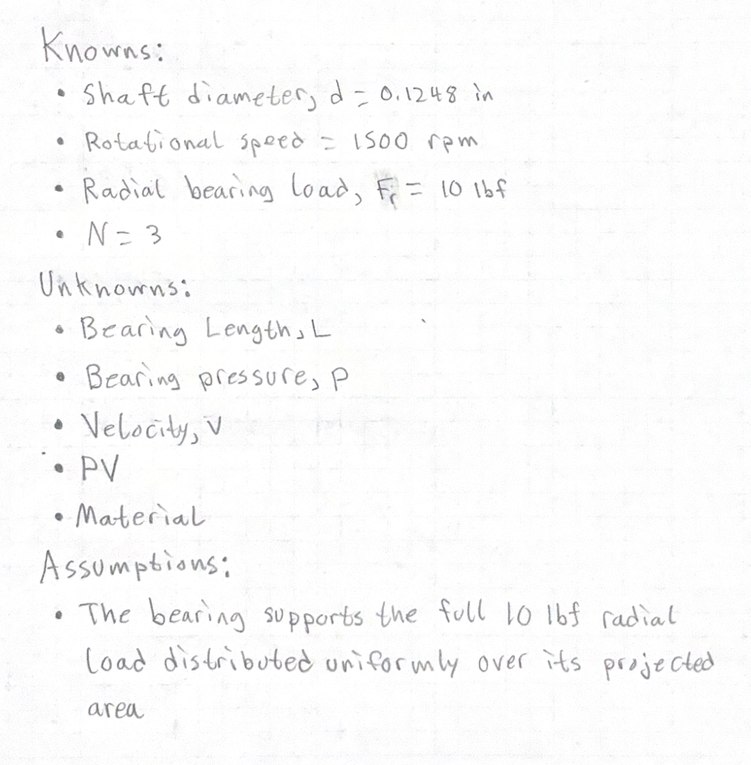 Knowns:
• Shaft diameter, d = 0.1248 in
• Rotational speed = 1500 rpm
• Radial bearing load, Fr = 10 lbf
• N = 3
Unknowns:
• Bearing Length, L
• Bearing pressure, P
• Velocity, V
• PV
• Material
Assumptions:
• The bearing supports the full 10 lbf radial
load distributed uniformly over its projected
area